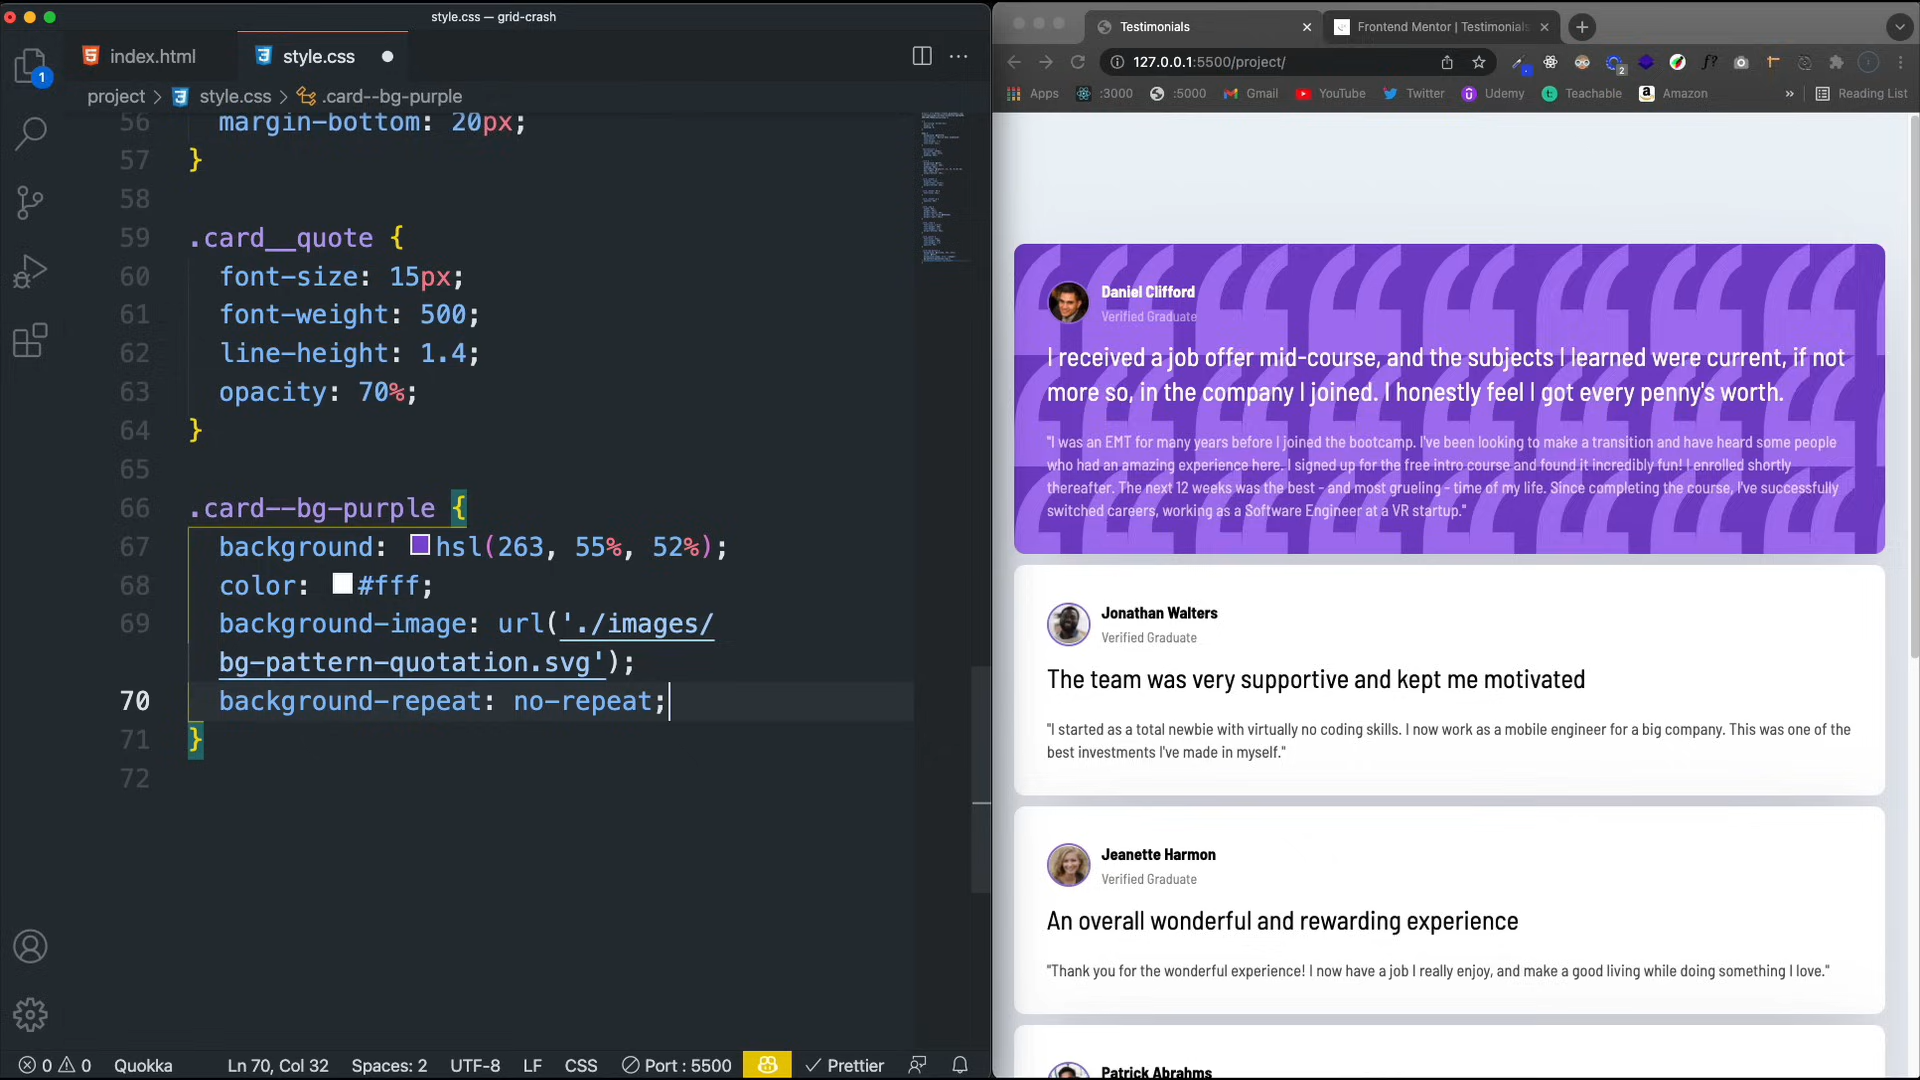 style.css — grid-crash
index.html
style.css
project > style.css > .card--bg-purple
1
56 margin-bottom: 20px;
57 }
58
59 .card__quote {
60 font-size: 15px;
61 font-weight: 500;
62 line-height: 1.4;
63 opacity: 70%;
64 }
65
66 .card--bg-purple {
67 background: hsl(263, 55%, 52%);
68 color: #fff;
69 background-image: url('./images/
bg-pattern-quotation.svg');
70 background-repeat: no-repeat;
71 }
72
0 0 Quokka Ln 70, Col 32 Spaces: 2 UTF-8 LF CSS Port : 5500 Prettier
Testimonials
Frontend Mentor | Testimonials
127.0.0.1:5500/project/
2
f?
Apps :3000 :5000 Gmail YouTube Twitter Udemy Teachable Amazon » Reading List
Daniel Clifford
Verified Graduate
I received a job offer mid-course, and the subjects I learned were current, if not
more so, in the company I joined. I honestly feel I got every penny's worth.
"I was an EMT for many years before I joined the bootcamp. I've been looking to make a transition and have heard some people
who had an amazing experience here. I signed up for the free intro course and found it incredibly fun! I enrolled shortly
thereafter. The next 12 weeks was the best - and most grueling - time of my life. Since completing the course, I've successfully
switched careers, working as a Software Engineer at a VR startup."
Jonathan Walters
Verified Graduate
The team was very supportive and kept me motivated
"I started as a total newbie with virtually no coding skills. I now work as a mobile engineer for a big company. This was one of the
best investments I've made in myself."
Jeanette Harmon
Verified Graduate
An overall wonderful and rewarding experience
"Thank you for the wonderful experience! I now have a job I really enjoy, and make a good living while doing something I love."
Patrick Abrahms